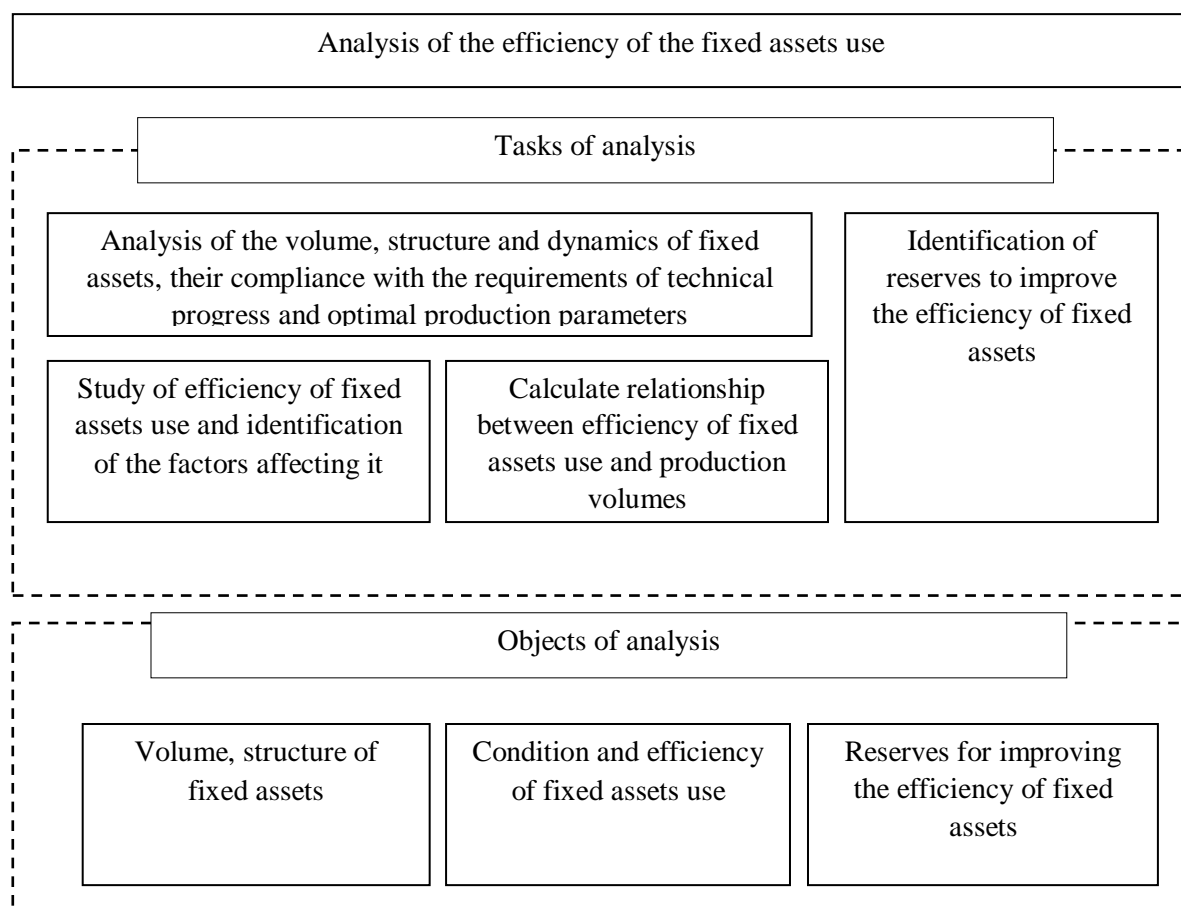 Analysis of the efficiency of the fixed assets use
Tasks of analysis
Analysis of the volume, structure and dynamics of fixed
assets, their compliance with the requirements of technical
progress and optimal production parameters
Identification of
reserves to improve
the efficiency of fixed
assets
Study of efficiency of fixed
assets use and identification
of the factors affecting it
Calculate relationship
between efficiency of fixed
assets use and production
volumes
Objects of analysis
Volume, structure of
fixed assets
Condition and efficiency
of fixed assets use
Reserves for improving
the efficiency of fixed
assets